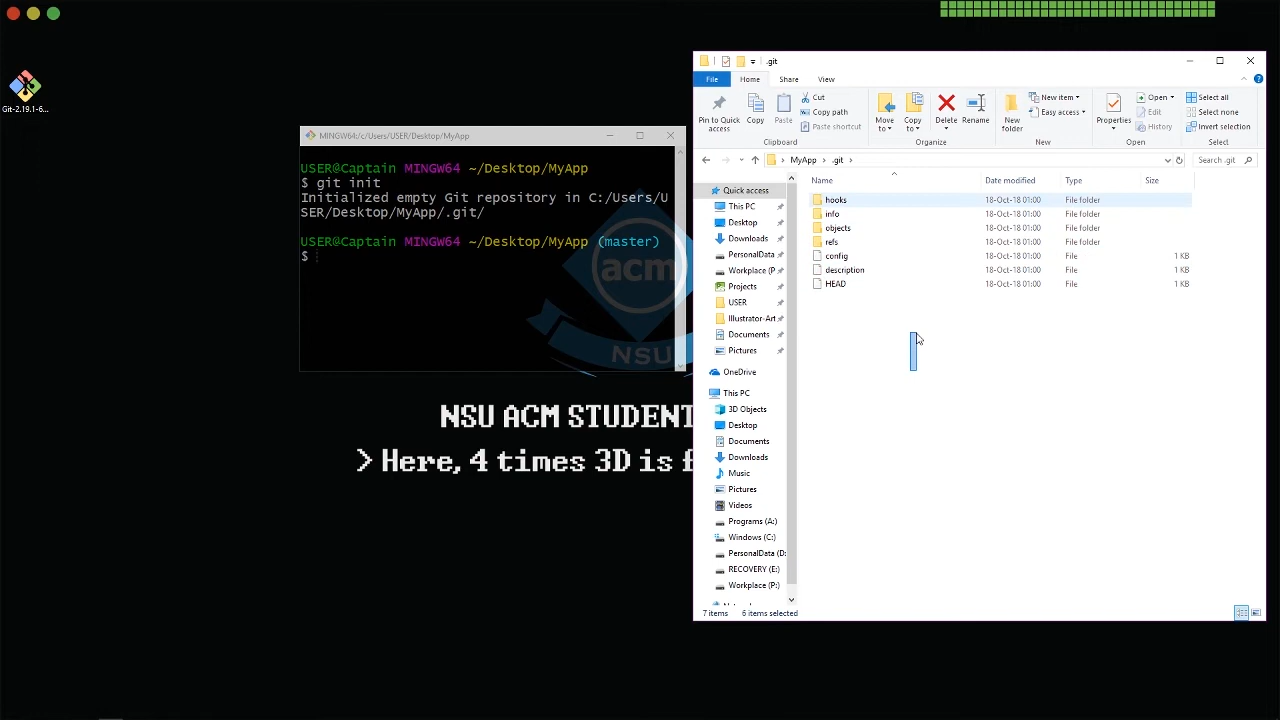 Git-2.19.1-6...
MINGW64:/c/Users/USER/Desktop/MyApp
USER@Captain MINGW64 ~/Desktop/MyApp
$ git init
Initialized empty Git repository in C:/Users/U
SER/Desktop/MyApp/.git/
USER@Captain MINGW64 ~/Desktop/MyApp (master)
$
acm
NSU
NSU ACM STUDENT
> Here, 4 times 3D is
.git
File Home Share View
Pin to Quick access
Copy
Paste
Cut
Copy path
Paste shortcut
Clipboard
Move to
Copy to
Delete
Rename
Organize
New folder
New item
Easy access
New
Properties
Open
Edit
History
Open
Select all
Select none
Invert selection
Select
MyApp > .git >
Search .git
Name Date modified Type Size
hooks 18-Oct-18 01:00 File folder
info 18-Oct-18 01:00 File folder
objects 18-Oct-18 01:00 File folder
refs 18-Oct-18 01:00 File folder
config 18-Oct-18 01:00 File 1 KB
description 18-Oct-18 01:00 File 1 KB
HEAD 18-Oct-18 01:00 File 1 KB
Quick access
This PC
Desktop
Downloads
PersonalData
Workplace (P
Projects
USER
Illustrator-Art
Documents
Pictures
OneDrive
This PC
3D Objects
Desktop
Documents
Downloads
Music
Pictures
Videos
Programs (A:)
Windows (C:)
PersonalData (D:
RECOVERY (E:)
Workplace (P:)
7 items 6 items selected